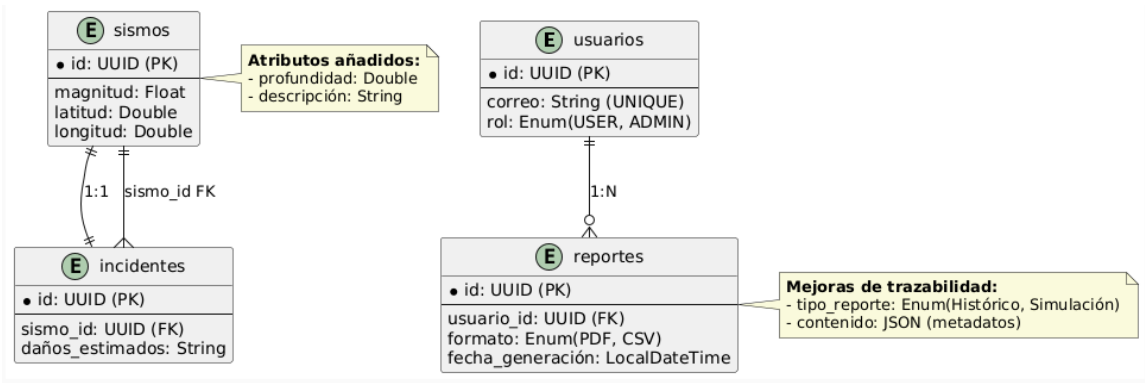 E sismos
id: UUID (PK)
magnitud: Float
latitud: Double
longitud: Double
Atributos añadidos:
- profundidad: Double
- descripción: String
E usuarios
id: UUID (PK)
correo: String (UNIQUE)
rol: Enum(USER, ADMIN)
1:1
sismo_id FK
1:N
E incidentes
id: UUID (PK)
sismo_id: UUID (FK)
daños_estimados: String
E reportes
id: UUID (PK)
usuario_id: UUID (FK)
formato: Enum(PDF, CSV)
fecha_generación: LocalDateTime
Mejoras de trazabilidad:
- tipo_reporte: Enum(Histórico, Simulación)
- contenido: JSON (metadatos)